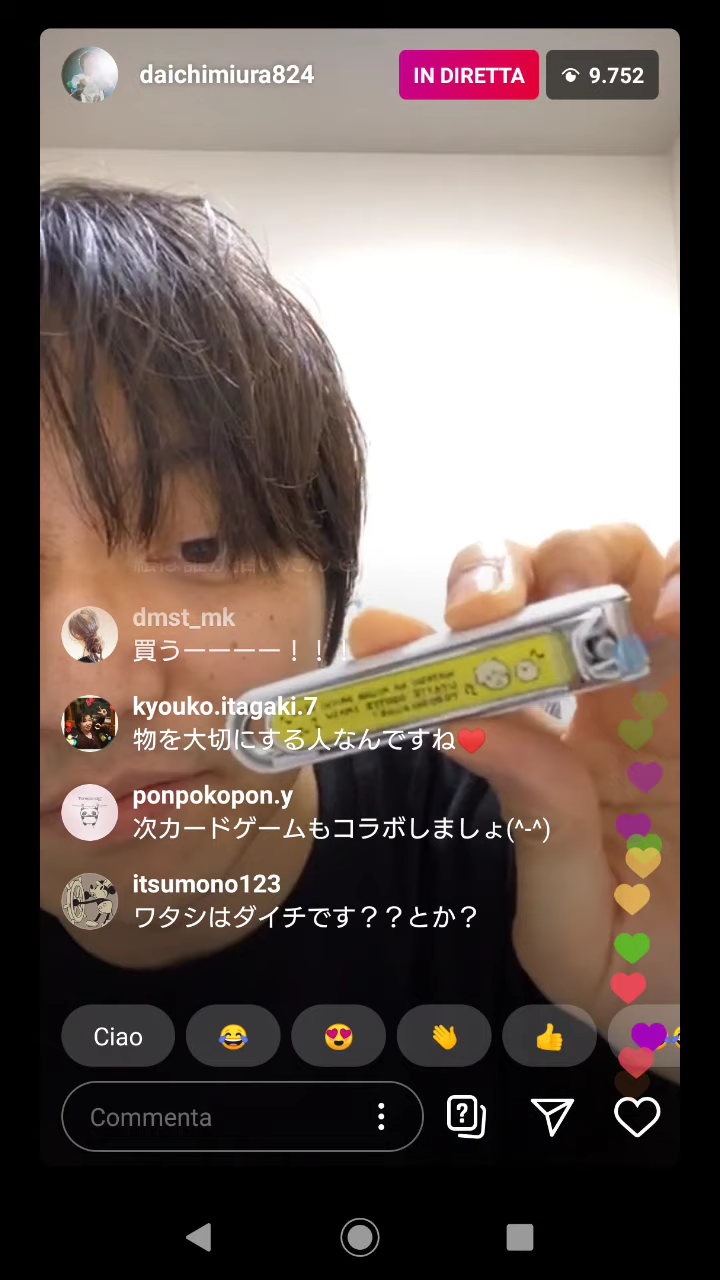 daichimiura824
IN DIRETTA
9.752
dmst_mk
買うーーーー！！！
kyouko.itagaki.7
物を大切にする人なんですね❤️
ponpokopon.y
次カードゲームもコラボしましょ(^-^)
itsumono123
ワタシはダイチです？？とか？
Ciao 😂 😍 👋 👍
Commenta